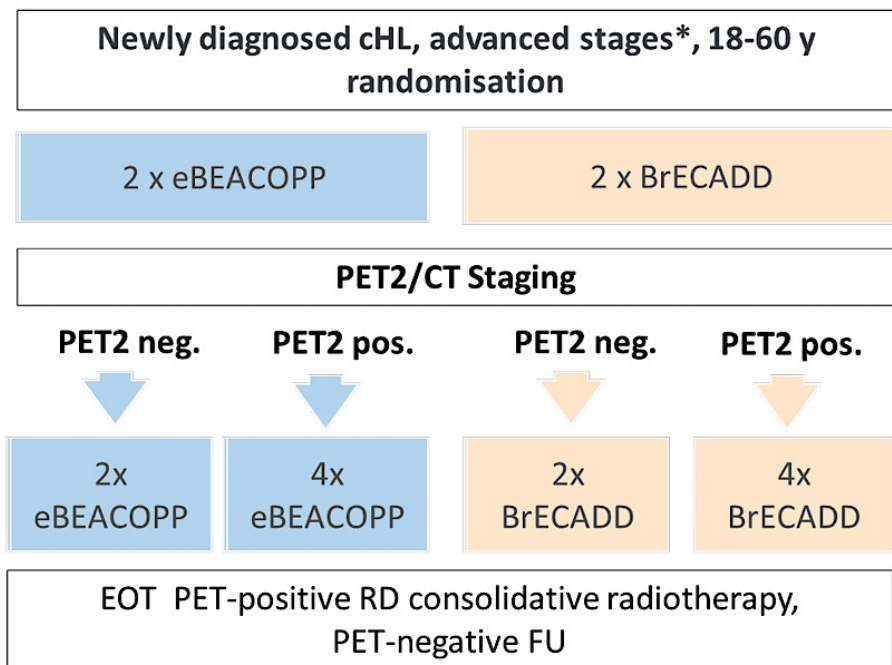 Newly diagnosed cHL, advanced stages*, 18-60 y
randomisation
2 x eBEACOPP
2 x BrECADD
PET2/CT Staging
PET2 neg.
PET2 pos.
PET2 neg.
PET2 pos.
2x
eBEACOPP
4x
eBEACOPP
2x
BrECADD
4x
BrECADD
EOT  PET-positive RD consolidative radiotherapy,
PET-negative FU